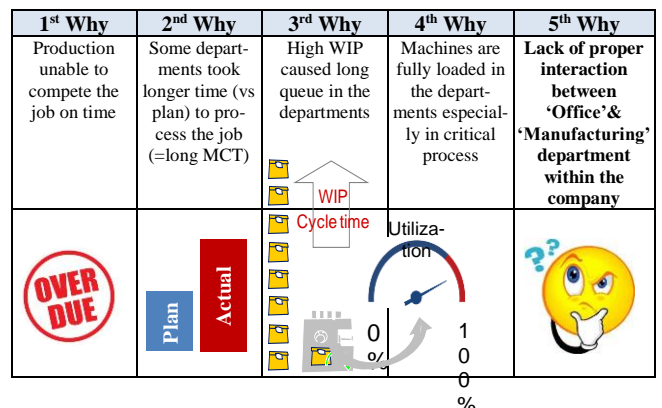 1st Why
2nd Why
3rd Why
4th Why
5th Why
Production
unable to
compete the
job on time
Some depart-
ments took
longer time (vs
plan) to pro-
cess the job
(=long MCT)
High WIP
caused long
queue in the
departments
Machines are
fully loaded in
the depart-
ments especial-
ly in critical
process
Lack of proper
interaction
between
‘Office’&
‘Manufacturing’
department
within the
company
WIP
Cycle time
OVER
DUE
Plan
Actual
Utiliza-
tion
0
%
1
0
0
%
??